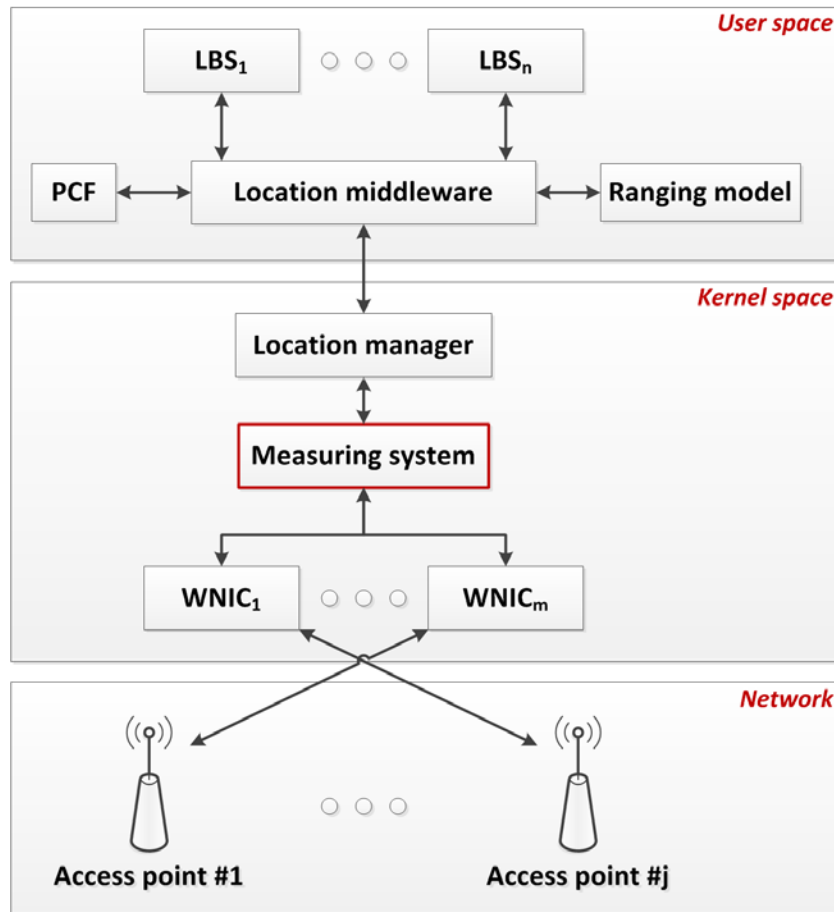 User space
LBS₁
LBSₙ
PCF
Location middleware
Ranging model
Kernel space
Location manager
Measuring system
WNIC₁
WNICₘ
Network
Access point #1
Access point #j